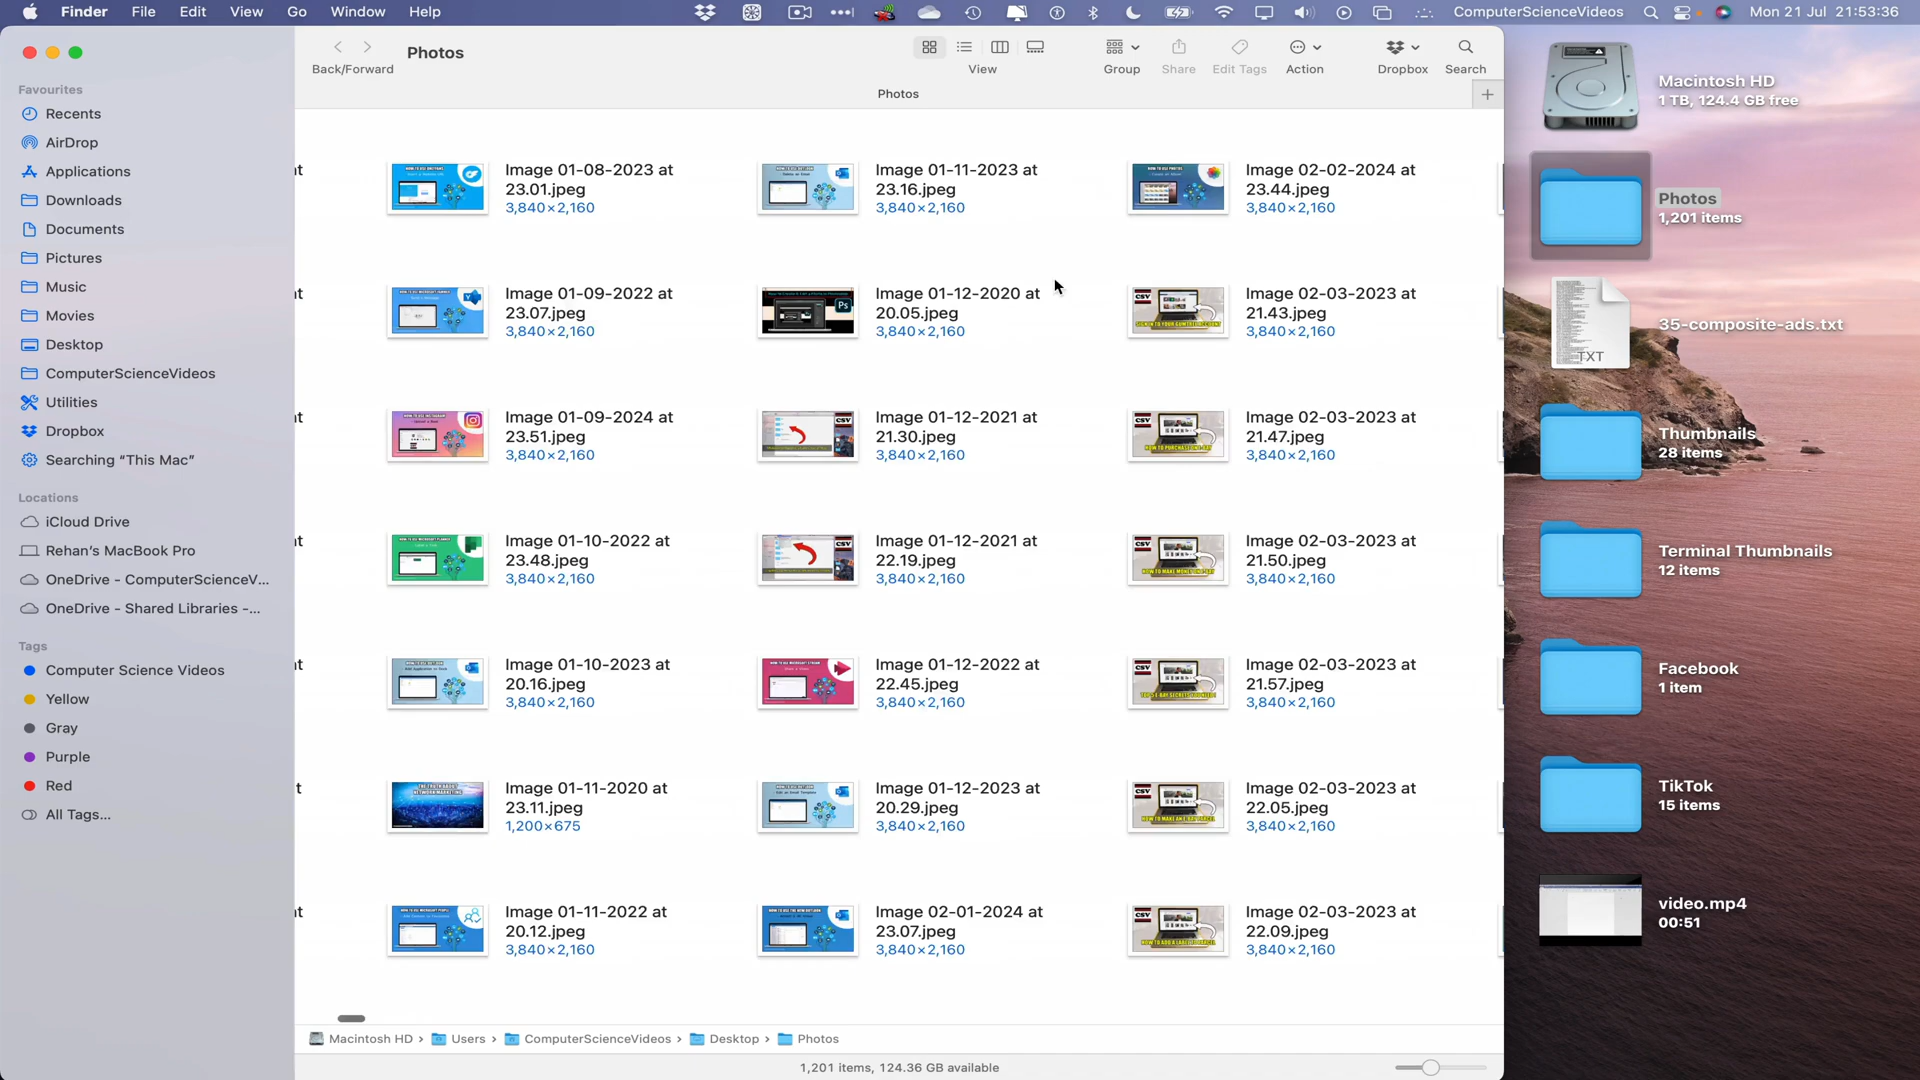 Finder File Edit View Go Window Help
ComputerScienceVideos Mon 21 Jul 21:53:36
Back/Forward
Photos
View
Group
Share
Edit Tags
Action
Dropbox
Search
Photos
Favourites
Recents
AirDrop
Applications
Downloads
Documents
Pictures
Music
Movies
Desktop
ComputerScienceVideos
Utilities
Dropbox
Searching “This Mac”
Locations
iCloud Drive
Rehan’s MacBook Pro
OneDrive - ComputerScienceV...
OneDrive - Shared Libraries -...
Tags
Computer Science Videos
Yellow
Gray
Purple
Red
All Tags...
Image 01-08-2023 at
23.01.jpeg
3,840×2,160
Image 01-11-2023 at
23.16.jpeg
3,840×2,160
Image 02-02-2024 at
23.44.jpeg
3,840×2,160
Image 01-09-2022 at
23.07.jpeg
3,840×2,160
Image 01-12-2020 at
20.05.jpeg
3,840×2,160
Image 02-03-2023 at
21.43.jpeg
3,840×2,160
Image 01-09-2024 at
23.51.jpeg
3,840×2,160
Image 01-12-2021 at
21.30.jpeg
3,840×2,160
Image 02-03-2023 at
21.47.jpeg
3,840×2,160
Image 01-10-2022 at
23.48.jpeg
3,840×2,160
Image 01-12-2021 at
22.19.jpeg
3,840×2,160
Image 02-03-2023 at
21.50.jpeg
3,840×2,160
Image 01-10-2023 at
20.16.jpeg
3,840×2,160
Image 01-12-2022 at
22.45.jpeg
3,840×2,160
Image 02-03-2023 at
21.57.jpeg
3,840×2,160
Image 01-11-2020 at
23.11.jpeg
1,200×675
Image 01-12-2023 at
20.29.jpeg
3,840×2,160
Image 02-03-2023 at
22.05.jpeg
3,840×2,160
Image 01-11-2022 at
20.12.jpeg
3,840×2,160
Image 02-01-2024 at
23.07.jpeg
3,840×2,160
Image 02-03-2023 at
22.09.jpeg
3,840×2,160
Macintosh HD › Users › ComputerScienceVideos › Desktop › Photos
1,201 items, 124.36 GB available
Macintosh HD
1 TB, 124.4 GB free
Photos
1,201 items
TXT
35-composite-ads.txt
Thumbnails
28 items
Terminal Thumbnails
12 items
Facebook
1 item
TikTok
15 items
video.mp4
00:51